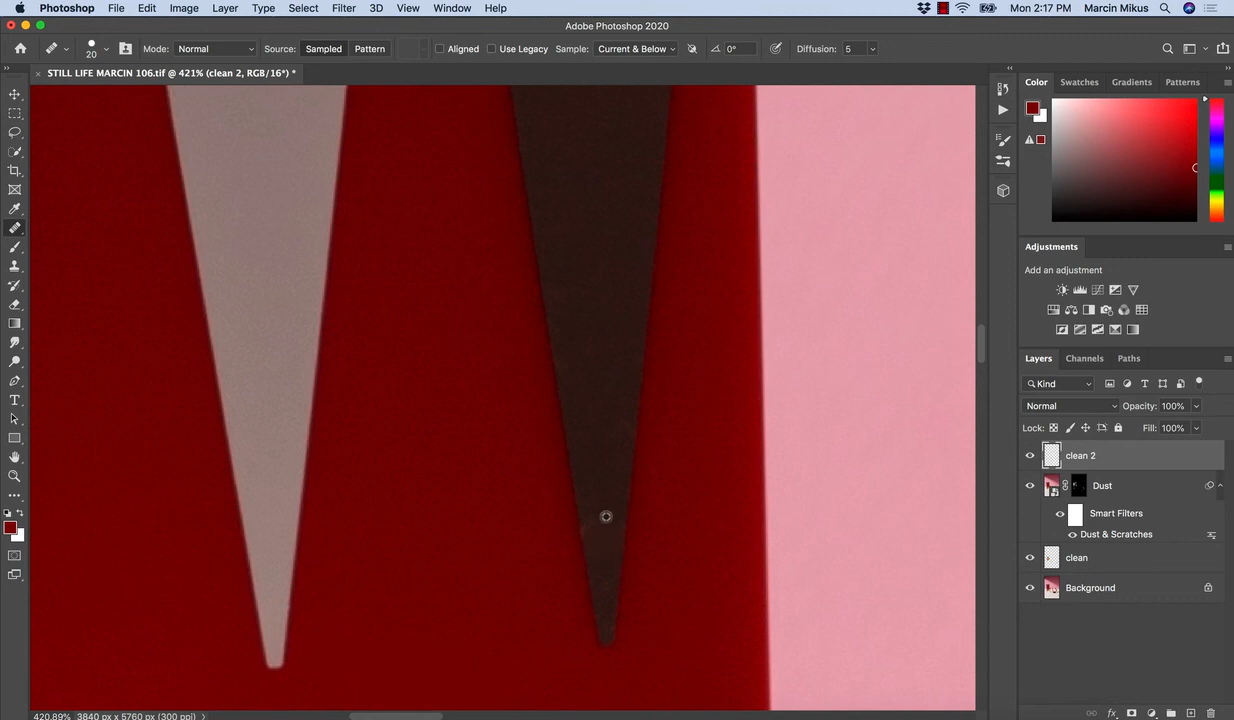 Photoshop File Edit Image Layer Type Select Filter 3D View Window Help Mon 2:17 PM Marcin Mikus
Adobe Photoshop 2020
20 Mode: Normal Source: Sampled Pattern Aligned Use Legacy Sample: Current & Below 0° Diffusion: 5
STILL LIFE MARCIN 106.tif @ 421% (clean 2, RGB/16*) *
Color Swatches Gradients Patterns
Adjustments
Add an adjustment
Layers Channels Paths
Kind
Normal Opacity: 100%
Lock: Fill: 100%
clean 2
Dust
Smart Filters
Dust & Scratches
clean
Background
420.89% 3840 px x 5760 px (300 ppi)